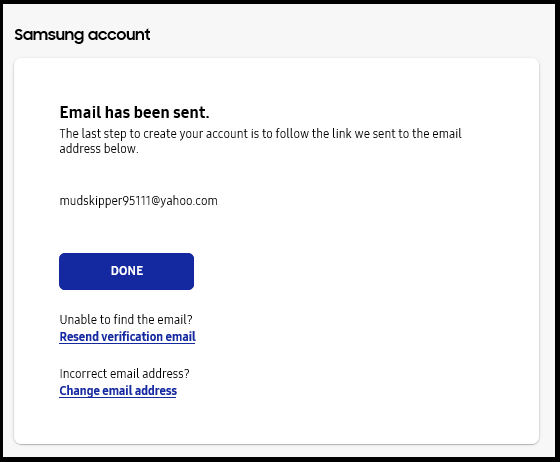 Samsung account
Email has been sent.
The last step to create your account is to follow the link we sent to the email
address below.
mudskipper95111@yahoo.com
DONE
Unable to find the email?
Resend verification email
Incorrect email address?
Change email address